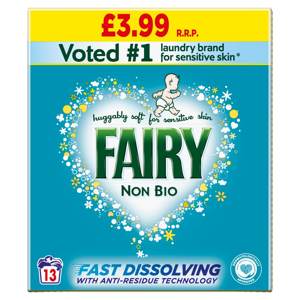 £3.99 R.R.P.
Voted #1 laundry brand
for sensitive skin*
huggably soft for sensitive skin
FAIRY
NON BIO
13
FAST DISSOLVING
WITH ANTI-RESIDUE TECHNOLOGY